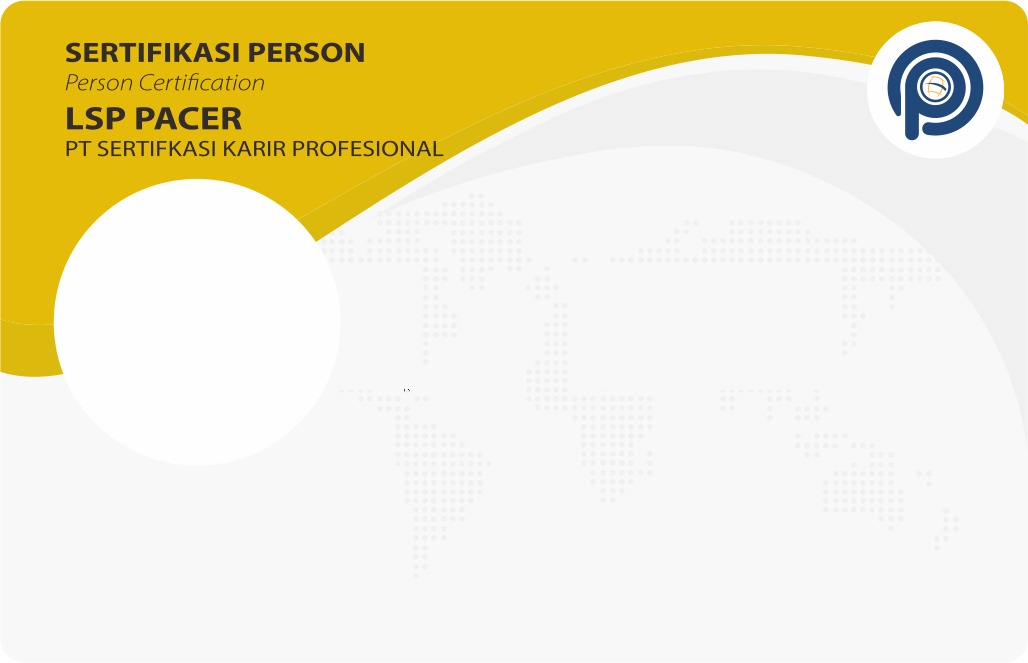 SERTIFIKASI PERSON
Person Certification
LSP PACER
PT SERTIFKASI KARIR PROFESIONAL